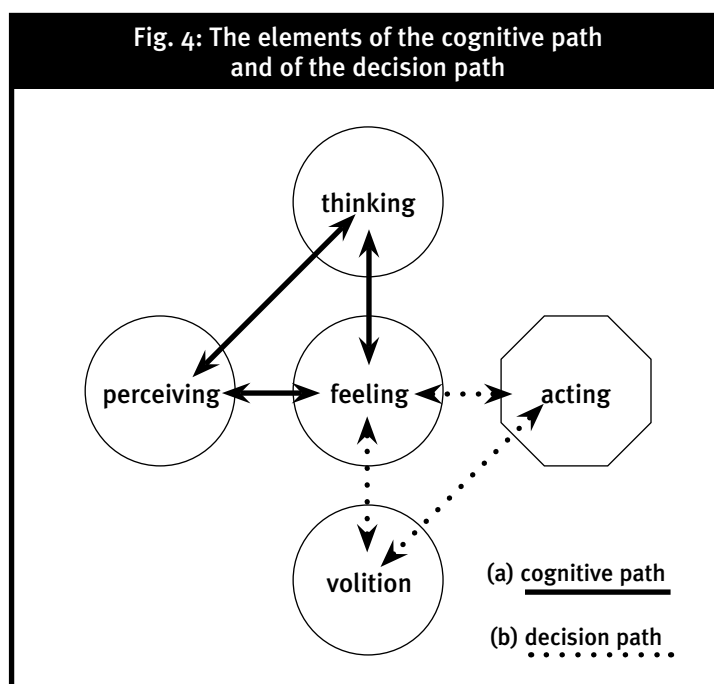 Fig. 4: The elements of the cognitive path
and of the decision path
thinking
perceiving
feeling
acting
volition
(a) cognitive path
(b) decision path